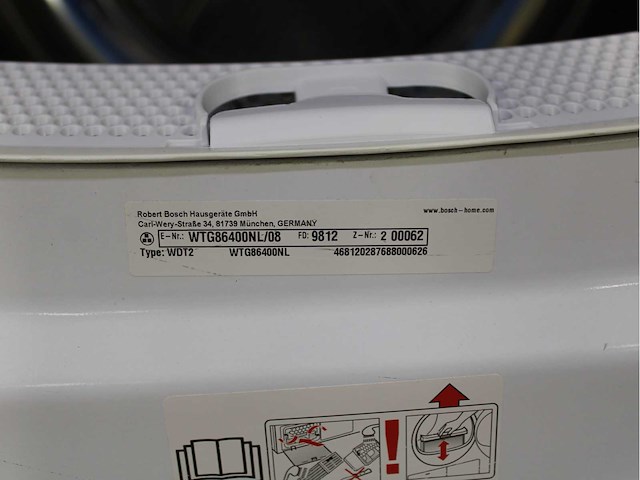 Robert Bosch Hausgeräte GmbH www.bosch-home.com
Carl-Wery-Straße 34, 81739 München, GERMANY
E-Nr.: WTG86400NL/08 FD: 9812 Z-Nr.: 2 00062
Type: WDT2 WTG86400NL 468120287688000626
!